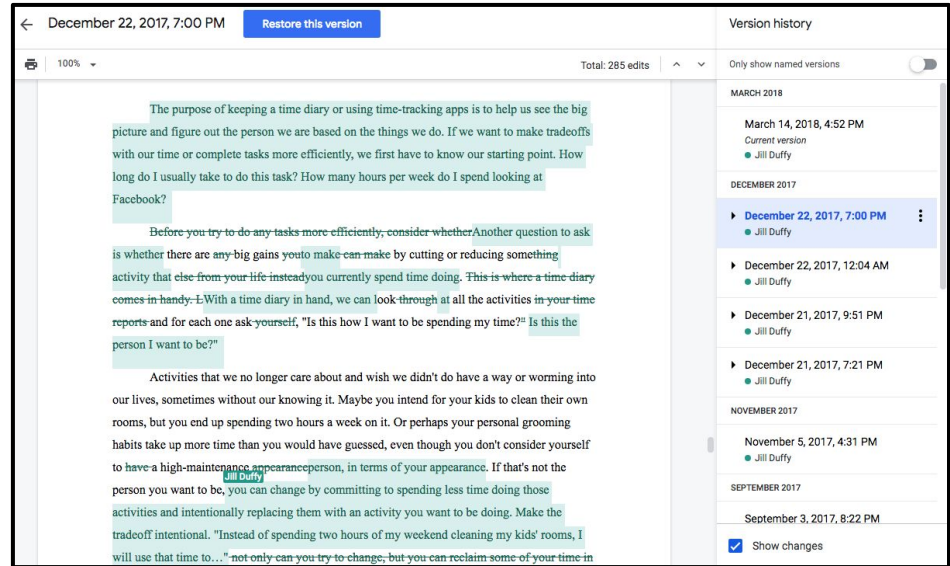 December 22, 2017, 7:00 PM
Restore this version
Version history
100%
Total: 285 edits
Only show named versions
The purpose of keeping a time diary or using time-tracking apps is to help us see the big
picture and figure out the person we are based on the things we do. If we want to make tradeoffs
with our time or complete tasks more efficiently, we first have to know our starting point. How
long do I usually take to do this task? How many hours per week do I spend looking at
Facebook?
Before you try to do any tasks more efficiently, consider whetherAnother question to ask
is whether there are any big gains youto make can make by cutting or reducing something
activity that else from your life insteadyou currently spend time doing. This is where a time diary
comes in handy. LWith a time diary in hand, we can look through at all the activities in your time
reports and for each one ask yourself, "Is this how I want to be spending my time?" Is this the
person I want to be?"
Activities that we no longer care about and wish we didn't do have a way or worming into
our lives, sometimes without our knowing it. Maybe you intend for your kids to clean their own
rooms, but you end up spending two hours a week on it. Or perhaps your personal grooming
habits take up more time than you would have guessed, even though you don't consider yourself
to have a high-maintenance appearanceperson, in terms of your appearance. If that's not the
Jill Duffy
person you want to be, you can change by committing to spending less time doing those
activities and intentionally replacing them with an activity you want to be doing. Make the
tradeoff intentional. "Instead of spending two hours of my weekend cleaning my kids' rooms, I
will use that time to…" not only can you try to change, but you can reclaim some of your time in
MARCH 2018
March 14, 2018, 4:52 PM
Current version
Jill Duffy
DECEMBER 2017
December 22, 2017, 7:00 PM
Jill Duffy
December 22, 2017, 12:04 AM
Jill Duffy
December 21, 2017, 9:51 PM
Jill Duffy
December 21, 2017, 7:21 PM
Jill Duffy
NOVEMBER 2017
November 5, 2017, 4:31 PM
Jill Duffy
SEPTEMBER 2017
September 3, 2017, 8:22 PM
Show changes